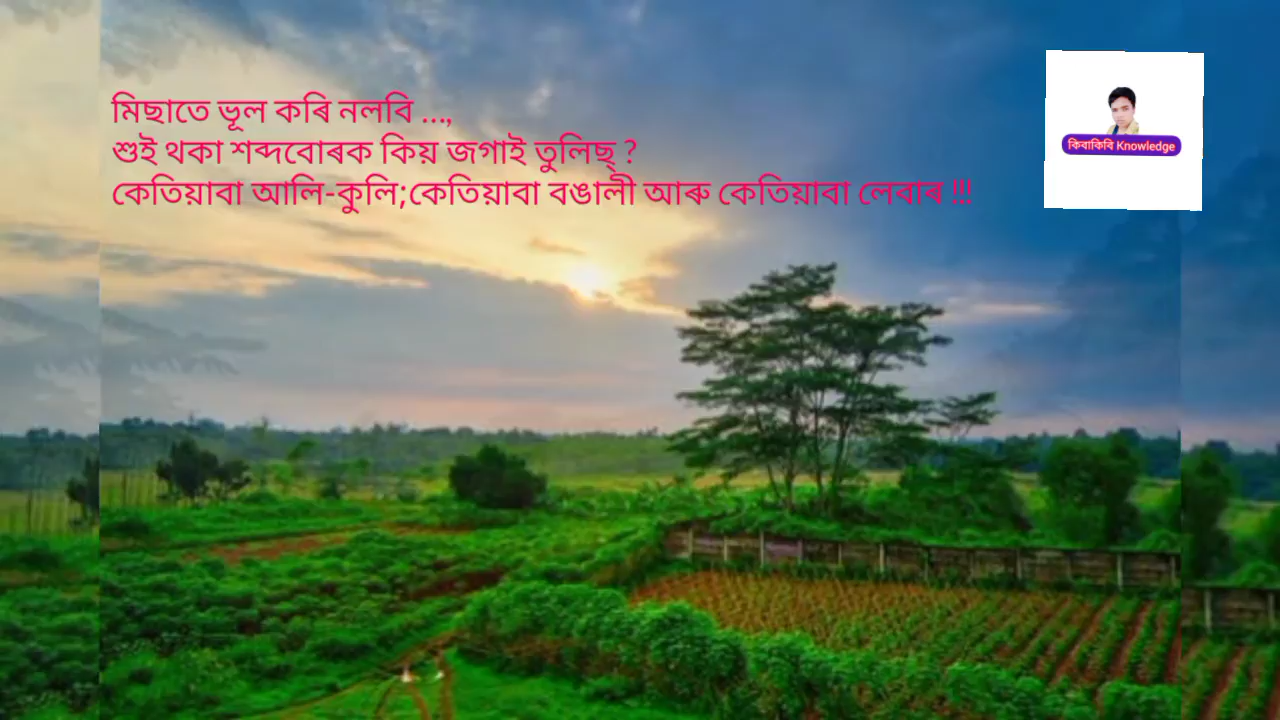 মিছাতে ভূল কৰি নলবি ...,
শুই থকা শব্দবোৰক কিয় জগাই তুলিছ্ ?
কেতিয়াবা আলি-কুলি;কেতিয়াবা বঙালী আৰু কেতিয়াবা লেবাৰ !!!
কিবাকিবি Knowledge